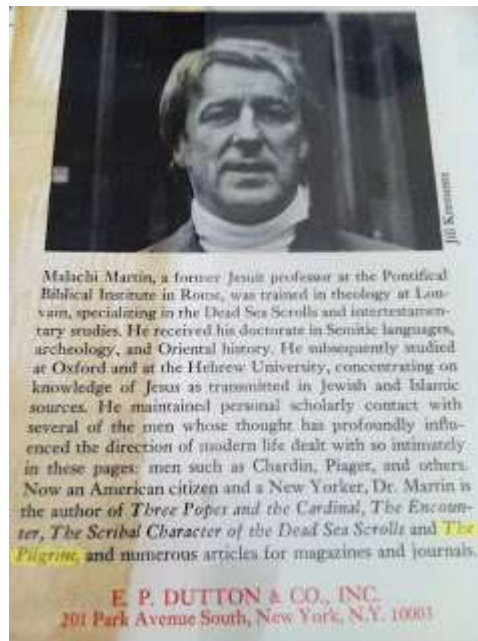 Jill Krementz
Malachi Martin, a former Jesuit professor at the Pontifical
Biblical Institute in Rome, was trained in theology at Lou-
vain, specializing in the Dead Sea Scrolls and intertestamen-
tary studies. He received his doctorate in Semitic languages,
archeology, and Oriental history. He subsequently studied
at Oxford and at the Hebrew University, concentrating on
knowledge of Jesus as transmitted in Jewish and Islamic
sources. He maintained personal scholarly contact with
several of the men whose thought has profoundly influ-
enced the direction of modern life dealt with so intimately
in these pages: men such as Chardin, Piaget, and others.
Now an American citizen and a New Yorker, Dr. Martin is
the author of Three Popes and the Cardinal, The Encoun-
ter, The Scribal Character of the Dead Sea Scrolls and The
Pilgrim, and numerous articles for magazines and journals.
E. P. DUTTON & CO., INC.
201 Park Avenue South, New York, N.Y. 10003